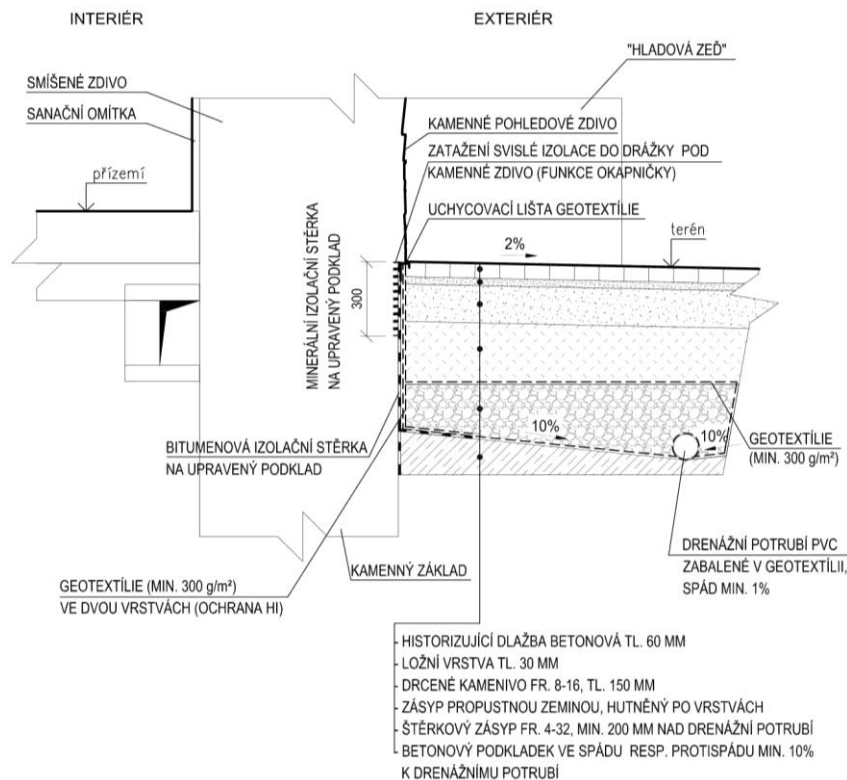 INTERIÉR
EXTERIÉR
"HLADOVÁ ZEĎ"
SMÍŠENÉ ZDIVO
SANAČNÍ OMÍTKA
KAMENNÉ POHLEDOVÉ ZDIVO
ZATAŽENÍ SVISLÉ IZOLACE DO DRÁŽKY POD
KAMENNÉ ZDIVO (FUNKCE OKAPNIČKY)
přízemí
UCHYCOVACÍ LIŠTA GEOTEXTÍLIE
terén
2%
MINERÁLNÍ IZOLAČNÍ STĚRKA
NA UPRAVENÝ PODKLAD
300
BITUMENOVÁ IZOLAČNÍ STĚRKA
NA UPRAVENÝ PODKLAD
10%
10%
GEOTEXTÍLIE
(MIN. 300 g/m²)
DRENÁŽNÍ POTRUBÍ PVC
ZABALENÉ V GEOTEXTÍLII,
SPÁD MIN. 1%
KAMENNÝ ZÁKLAD
GEOTEXTÍLIE (MIN. 300 g/m²)
VE DVOU VRSTVÁCH (OCHRANA HI)
HISTORIZUJÍCÍ DLAŽBA BETONOVÁ TL. 60 MM
LOŽNÍ VRSTVA TL. 30 MM
DRCENÉ KAMENIVO FR. 8-16, TL. 150 MM
ZÁSYP PROPUSTNOU ZEMINOU, HUTNĚNÝ PO VRSTVÁCH
ŠTĚRKOVÝ ZÁSYP FR. 4-32, MIN. 200 MM NAD DRENÁŽNÍ POTRUBÍ
BETONOVÝ PODKLADEK VE SPÁDU RESP. PROTISPÁDU MIN. 10%
K DRENÁŽNÍMU POTRUBÍ